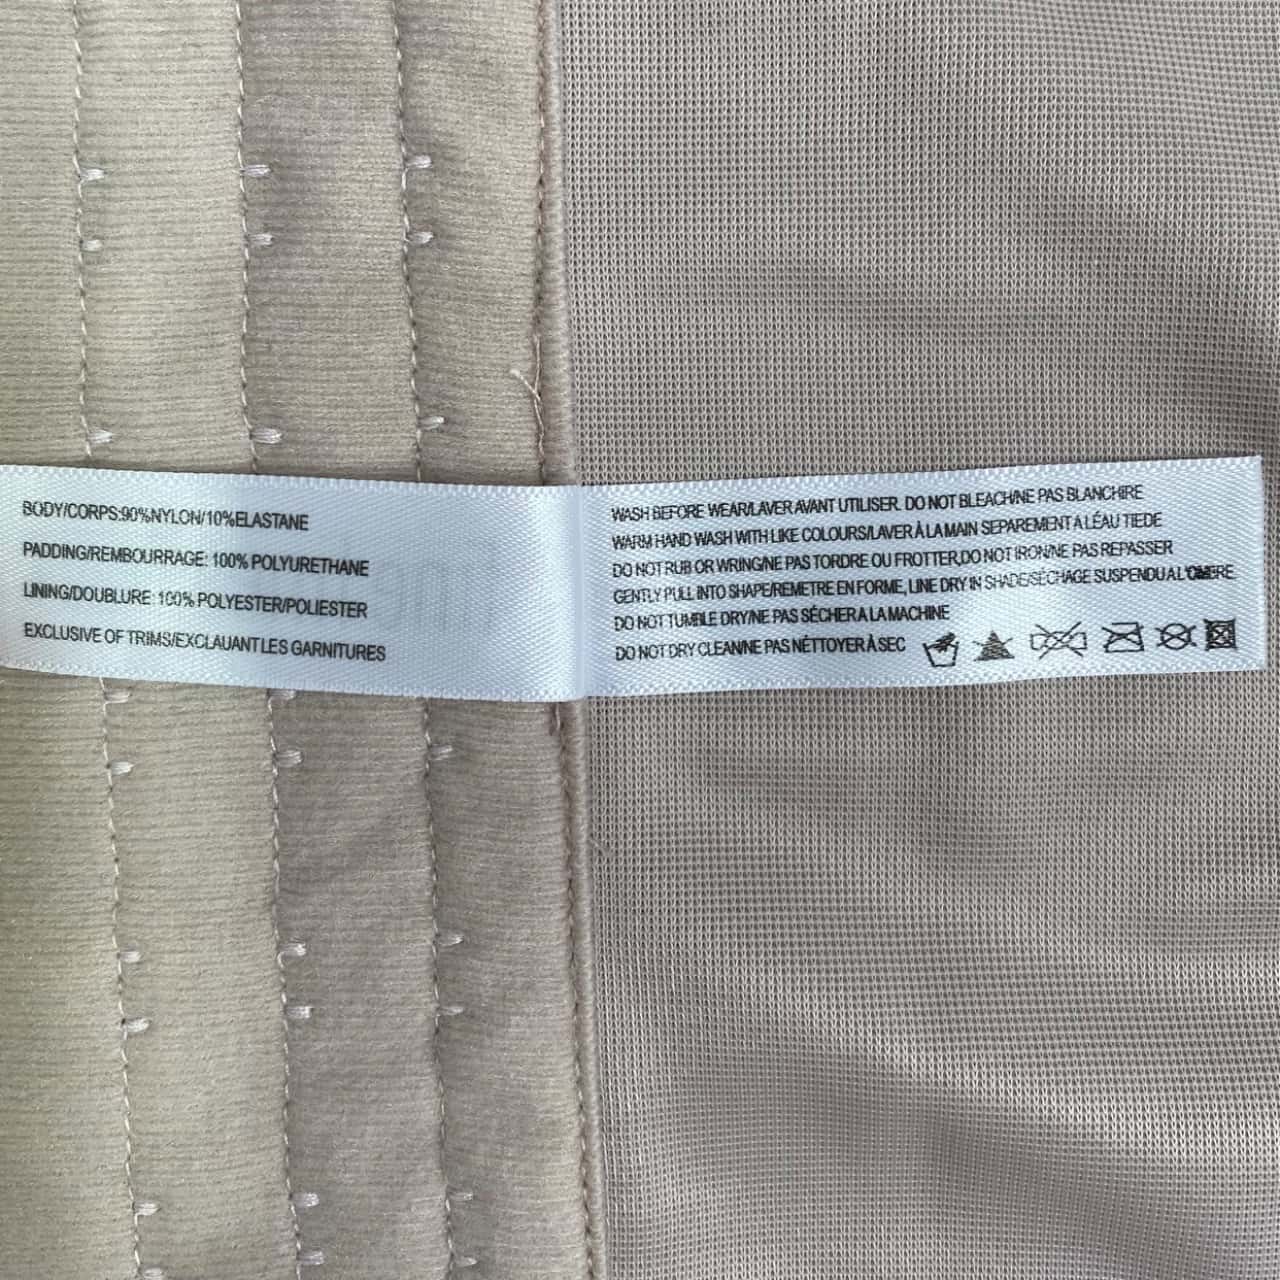 BODY/CORPS:90%NYLON/10%ELASTANE
PADDING/REMBOURRAGE: 100% POLYURETHANE
LINING/DOUBLURE: 100% POLYESTER/POLIESTER
EXCLUSIVE OF TRIMS/EXCLAUANT LES GARNITURES
WASH BEFORE WEAR/LAVER AVANT UTILISER. DO NOT BLEACH/NE PAS BLANCHIRE
WARM HAND WASH WITH LIKE COLOURS/LAVER À LA MAIN SEPAREMENT A LÉAU TIEDE
DO NOT RUB OR WRING/NE PAS TORDRE OU FROTTER,DO NOT IRON/NE PAS REPASSER
GENTLY PULL INTO SHAPE/REMETRE EN FORME, LINE DRY IN SHADE/SÉCHAGE SUSPENDU A L'OMBRE.
DO NOT TUMBLE DRY/NE PAS SÉCHER A LA MACHINE
DO NOT DRY CLEAN/NE PAS NÉTTOYER À SEC